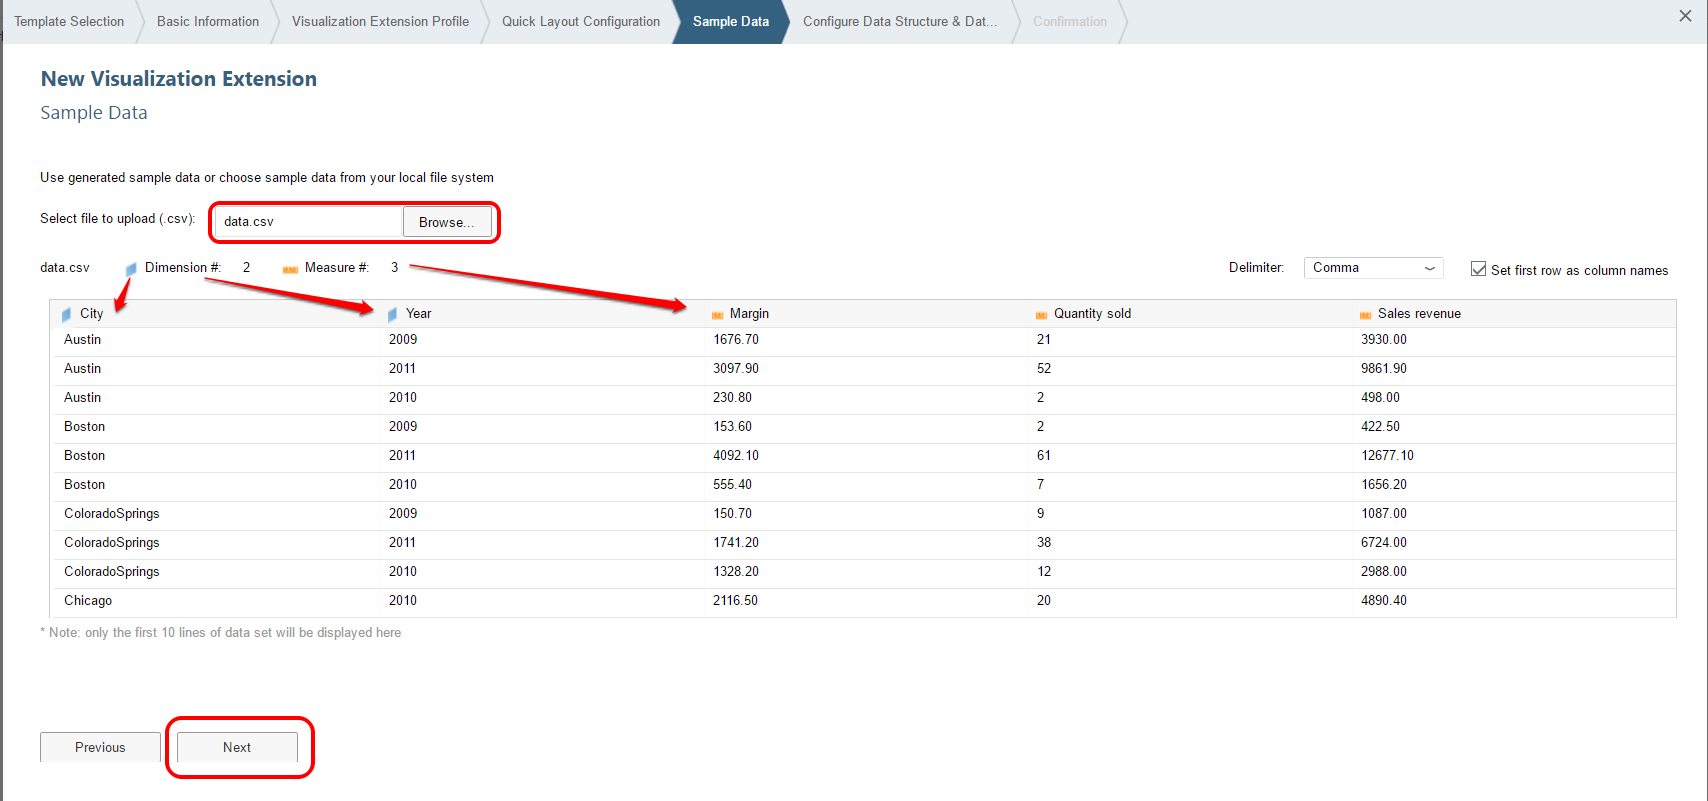 Template Selection Basic Information Visualization Extension Profile Quick Layout Configuration Sample Data Configure Data Structure & Dat... Confirmation
New Visualization Extension
Sample Data
Use generated sample data or choose sample data from your local file system
Select file to upload (.csv): data.csv Browse...
data.csv Dimension #: 2 Measure #: 3 Delimiter: Comma Set first row as column names
City Year Margin Quantity sold Sales revenue
Austin 2009 1676.70 21 3930.00
Austin 2011 3097.90 52 9861.90
Austin 2010 230.80 2 498.00
Boston 2009 153.60 2 422.50
Boston 2011 4092.10 61 12677.10
Boston 2010 555.40 7 1656.20
ColoradoSprings 2009 150.70 9 1087.00
ColoradoSprings 2011 1741.20 38 6724.00
ColoradoSprings 2010 1328.20 12 2988.00
Chicago 2010 2116.50 20 4890.40
* Note: only the first 10 lines of data set will be displayed here
Previous Next